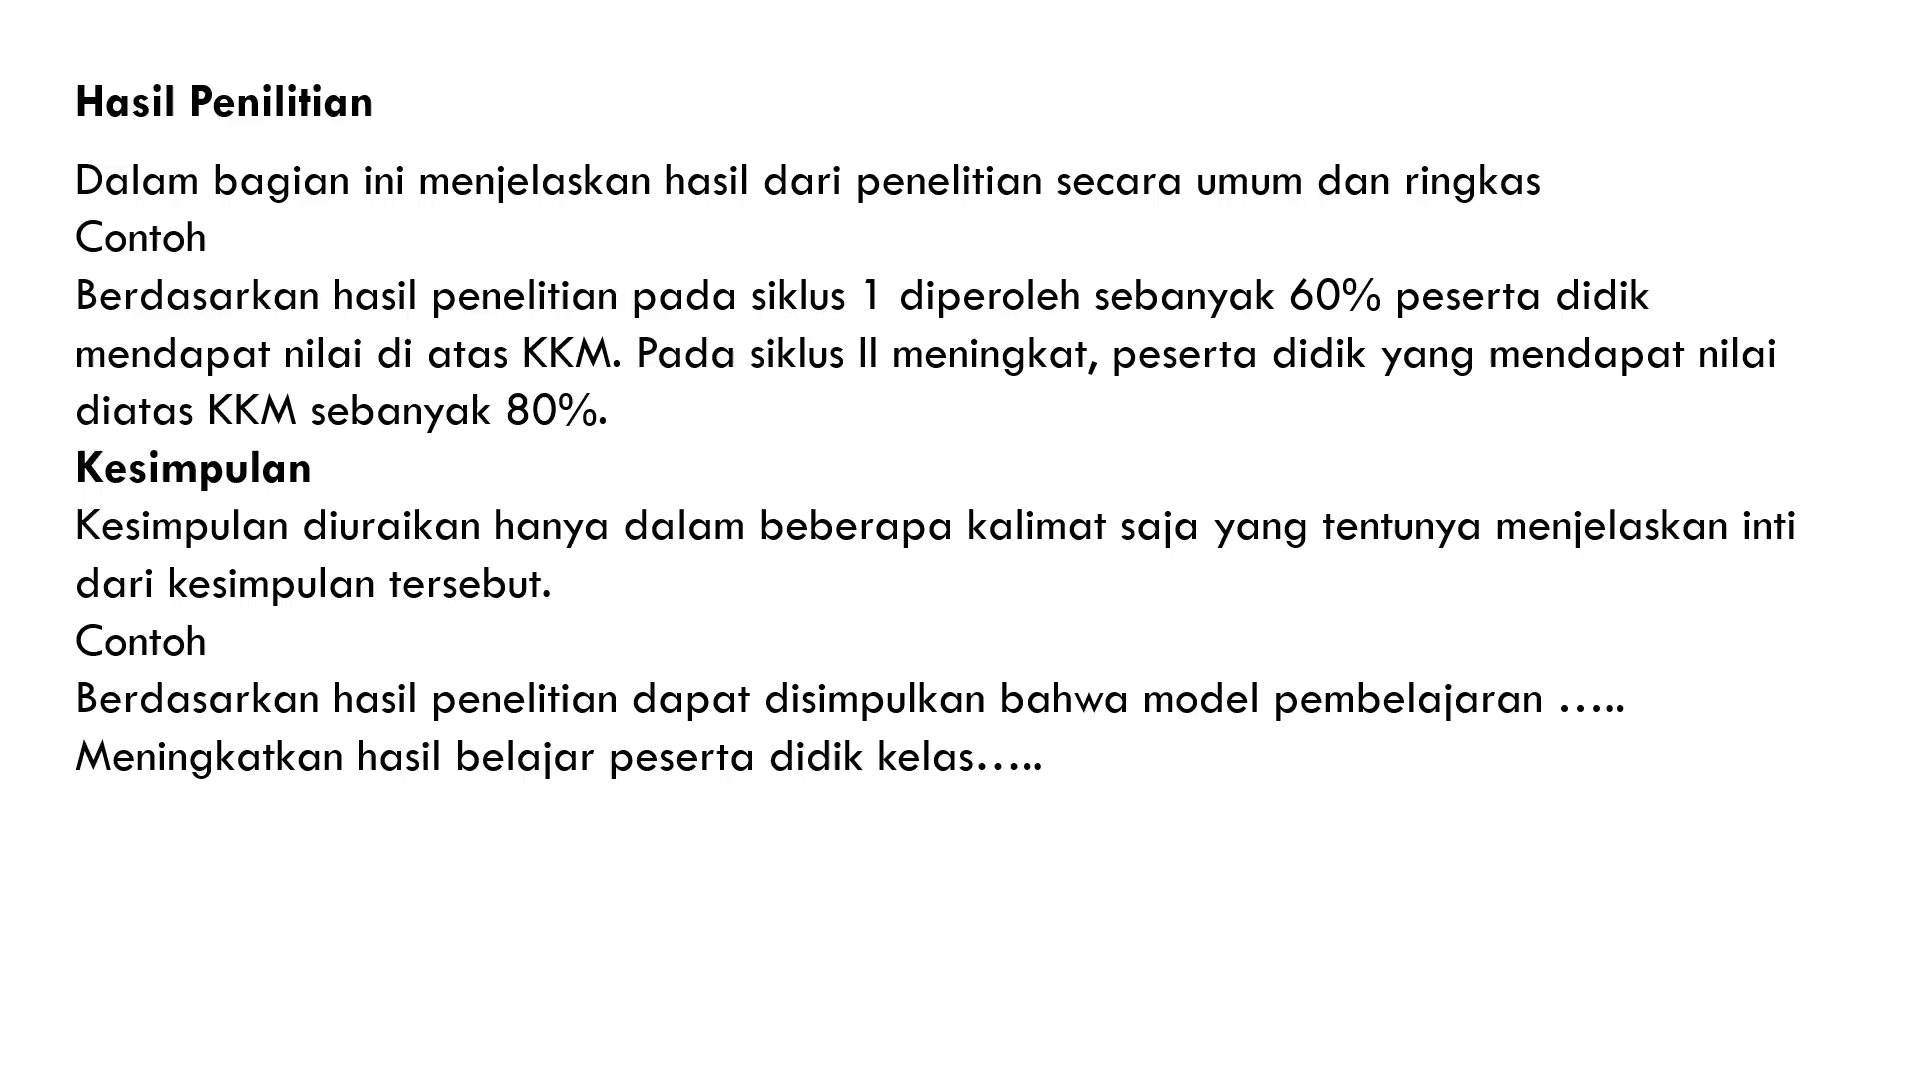 Hasil Penilitian
Dalam bagian ini menjelaskan hasil dari penelitian secara umum dan ringkas
Contoh
Berdasarkan hasil penelitian pada siklus 1 diperoleh sebanyak 60% peserta didik
mendapat nilai di atas KKM. Pada siklus II meningkat, peserta didik yang mendapat nilai
diatas KKM sebanyak 80%.
Kesimpulan
Kesimpulan diuraikan hanya dalam beberapa kalimat saja yang tentunya menjelaskan inti
dari kesimpulan tersebut.
Contoh
Berdasarkan hasil penelitian dapat disimpulkan bahwa model pembelajaran …..
Meningkatkan hasil belajar peserta didik kelas…..